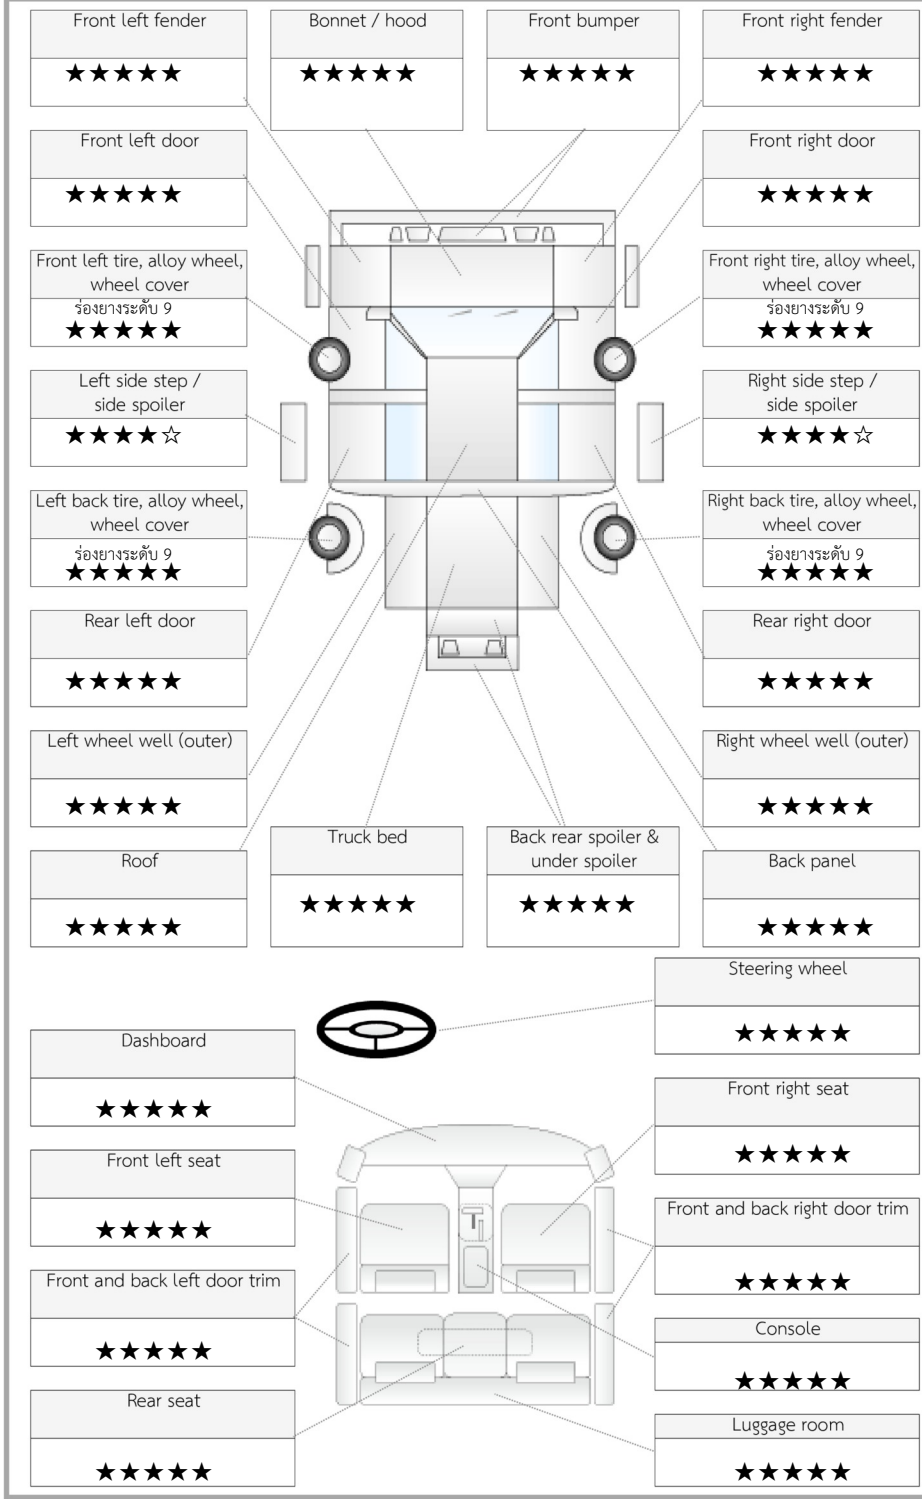 Front left fender
★★★★★
Bonnet / hood
★★★★★
Front bumper
★★★★★
Front right fender
★★★★★
Front left door
★★★★★
Front right door
★★★★★
Front left tire, alloy wheel,
wheel cover
ร่องยางระดับ 9
★★★★★
Front right tire, alloy wheel,
wheel cover
ร่องยางระดับ 9
★★★★★
Left side step /
side spoiler
★★★★☆
Right side step /
side spoiler
★★★★☆
Left back tire, alloy wheel,
wheel cover
ร่องยางระดับ 9
★★★★★
Right back tire, alloy wheel,
wheel cover
ร่องยางระดับ 9
★★★★★
Rear left door
★★★★★
Rear right door
★★★★★
Left wheel well (outer)
★★★★★
Right wheel well (outer)
★★★★★
Roof
★★★★★
Truck bed
★★★★★
Back rear spoiler &
under spoiler
★★★★★
Back panel
★★★★★
Steering wheel
★★★★★
Dashboard
★★★★★
Front right seat
★★★★★
Front left seat
★★★★★
Front and back right door trim
★★★★★
Front and back left door trim
★★★★★
Console
★★★★★
Rear seat
★★★★★
Luggage room
★★★★★